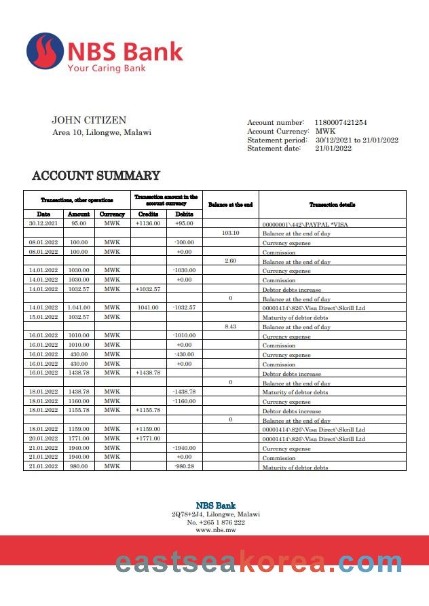 NBS Bank
Your Caring Bank
JOHN CITIZEN
Area 10, Lilongwe, Malawi
Account number: 1180007421254
Account Currency: MWK
Statement period: 30/12/2021 to 21/01/2022
Statement date: 21/01/2022
ACCOUNT SUMMARY
Transactions, other operations Transaction amount in the account currency Balance at the end Transaction details
Date Amount Currency Credits Debits
30.12.2021 95.00 MWK +1136.00 +95.00 00000001\442\PAYPAL *VISA
103.10 Balance at the end of day
08.01.2022 100.00 MWK -100.00 Currency expense
08.01.2022 100.00 MWK +0.00 Commission
2.60 Balance at the end of day
14.01.2022 1030.00 MWK -1030.00 Currency expense
14.01.2022 1030.00 MWK +0.00 Commission
14.01.2022 1032.57 MWK +1032.57 Debtor debts increase
0 Balance at the end of day
14.01.2022 1,041.00 MWK 1041.00 -1032.57 00001414\826\Visa Direct\Skrill Ltd
15.01.2022 1032.57 MWK Maturity of debtor debts
8.43 Balance at the end of day
16.01.2022 1010.00 MWK -1010.00 Currency expense
16.01.2022 1010.00 MWK +0.00 Commission
16.01.2022 430.00 MWK -430.00 Currency expense
16.01.2022 430.00 MWK +0.00 Commission
16.01.2022 1438.78 MWK +1438.78 Debtor debts increase
0 Balance at the end of day
18.01.2022 1438.78 MWK -1438.78 Maturity of debtor debts
18.01.2022 1160.00 MWK -1160.00 Currency expense
18.01.2022 1155.78 MWK +1155.78 Debtor debts increase
0 Balance at the end of day
18.01.2022 1159.00 MWK +1159.00 00001414\826\Visa Direct\Skrill Ltd
20.01.2022 1771.00 MWK +1771.00 00001414\826\Visa Direct\Skrill Ltd
21.01.2022 1940.00 MWK -1940.00 Currency expense
21.01.2022 1940.00 MWK +0.00 Commission
21.01.2022 980.00 MWK -980.29 Maturity of debtor debts
NBS Bank
2Q78+2J4, Lilongwe, Malawi
No. +265 1 876 222
www.nbs.mw
eastseakorea.com